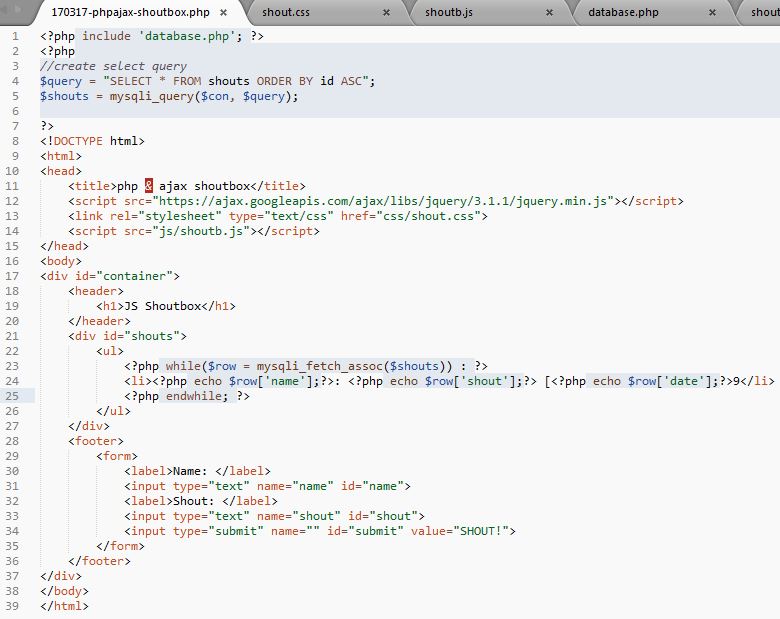 170317-phpajax-shoutbox.php × shout.css × shoutb.js × database.php × shout
1 <?php include 'database.php'; ?>
2 <?php
3 //create select query
4 $query = "SELECT * FROM shouts ORDER BY id ASC";
5 $shouts = mysqli_query($con, $query);
6
7 ?>
8 <!DOCTYPE html>
9 <html>
10 <head>
11 <title>php & ajax shoutbox</title>
12 <script src="https://ajax.googleapis.com/ajax/libs/jquery/3.1.1/jquery.min.js"></script>
13 <link rel="stylesheet" type="text/css" href="css/shout.css">
14 <script src="js/shoutb.js"></script>
15 </head>
16 <body>
17 <div id="container">
18 <header>
19 <h1>JS Shoutbox</h1>
20 </header>
21 <div id="shouts">
22 <ul>
23 <?php while($row = mysqli_fetch_assoc($shouts)) : ?>
24 <li><?php echo $row['name'];?>: <?php echo $row['shout'];?> [<?php echo $row['date'];?>9</li>
25 <?php endwhile; ?>
26 </ul>
27 </div>
28 <footer>
29 <form>
30 <label>Name: </label>
31 <input type="text" name="name" id="name">
32 <label>Shout: </label>
33 <input type="text" name="shout" id="shout">
34 <input type="submit" name="" id="submit" value="SHOUT!">
35 </form>
36 </footer>
37 </div>
38 </body>
39 </html>